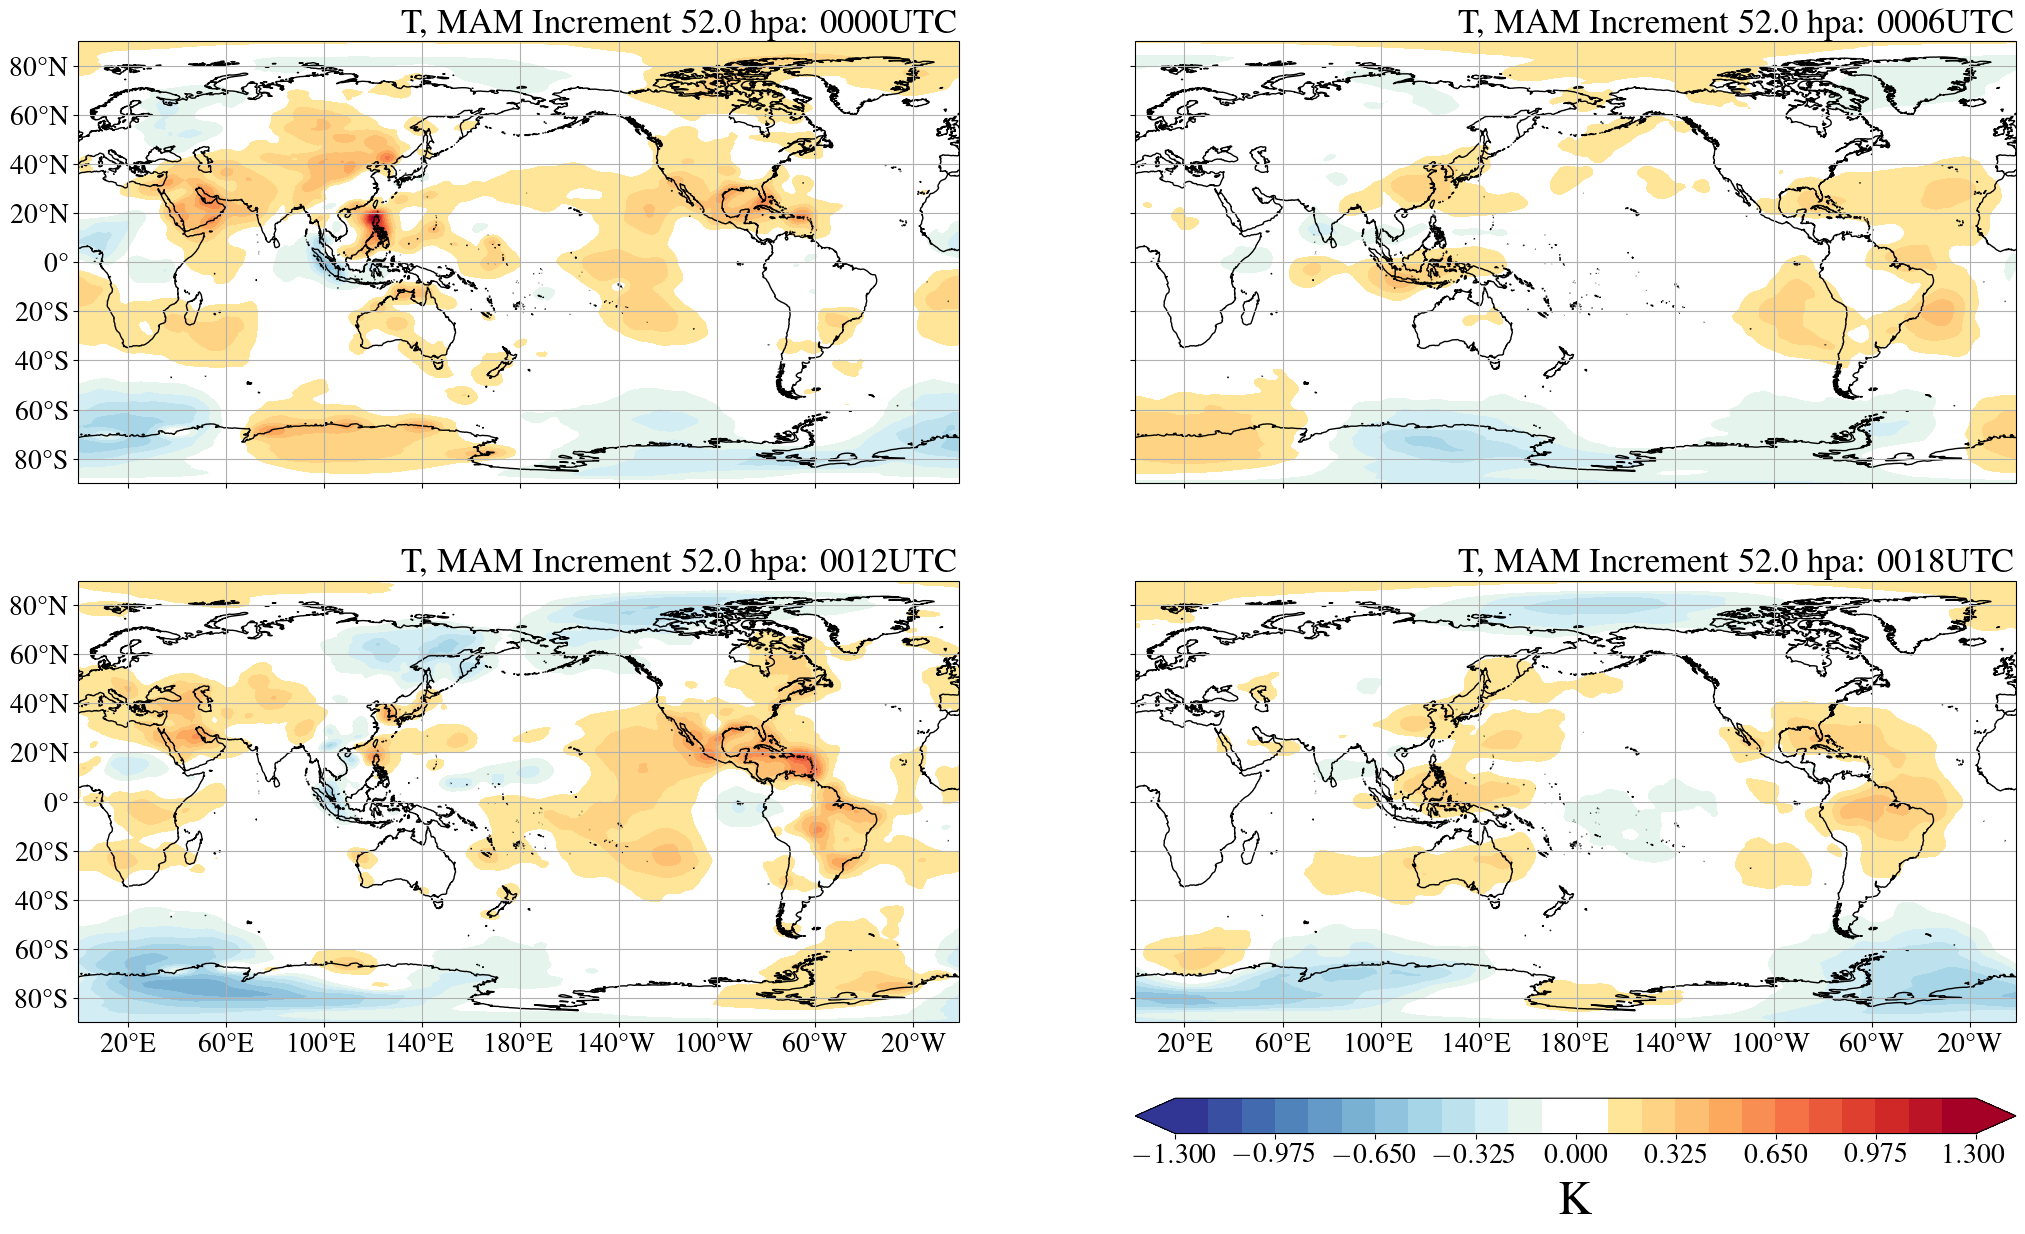 T, MAM Increment 52.0 hpa: 0000UTC
T, MAM Increment 52.0 hpa: 0006UTC
80°N
60°N
40°N
20°N
0°
20°S
40°S
60°S
80°S
T, MAM Increment 52.0 hpa: 0012UTC
T, MAM Increment 52.0 hpa: 0018UTC
80°N
60°N
40°N
20°N
0°
20°S
40°S
60°S
80°S
20°E 60°E 100°E 140°E 180°E 140°W 100°W 60°W 20°W
20°E 60°E 100°E 140°E 180°E 140°W 100°W 60°W 20°W
−1.300 −0.975 −0.650 −0.325 0.000 0.325 0.650 0.975 1.300
K